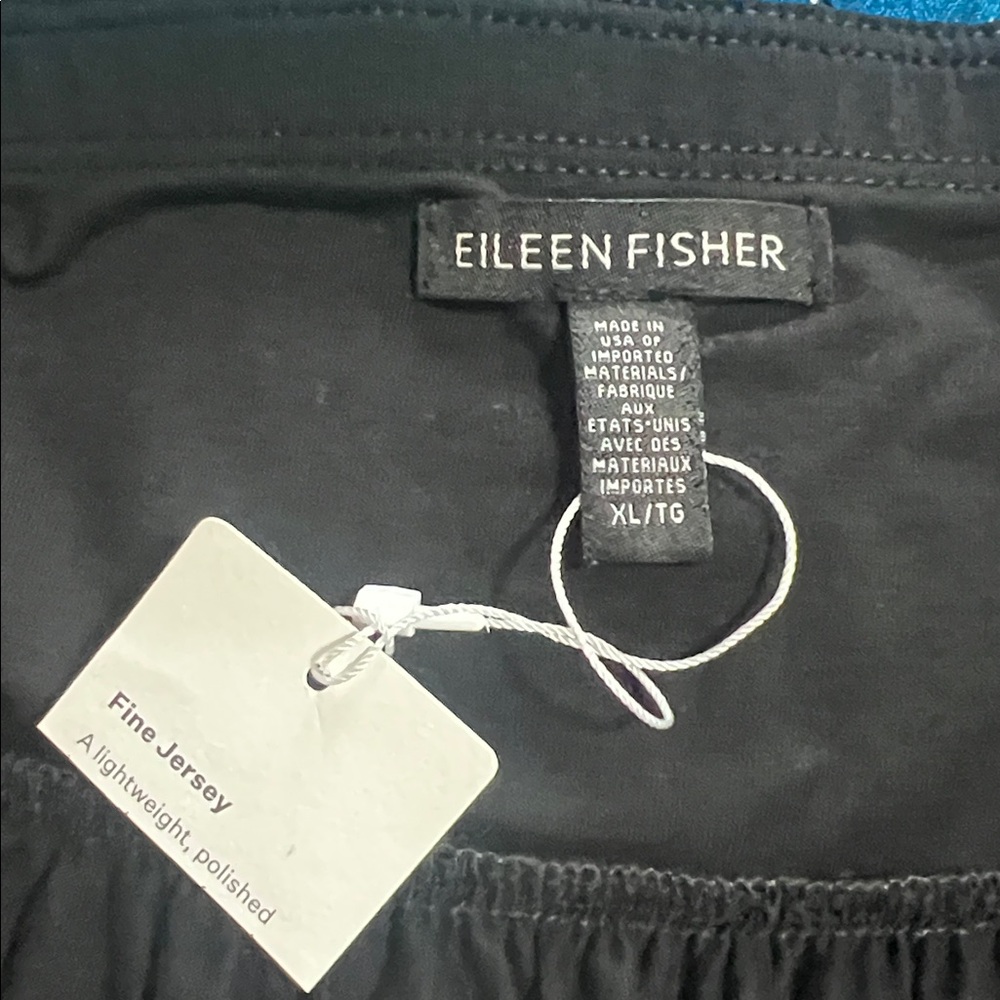 EILEEN FISHER
MADE IN
USA OF
IMPORTED
MATERIALS/
FABRIQUE
AUX
ETATS-UNIS
AVEC DES
MATERIAUX
IMPORTES
XL/TG
Fine Jersey
A lightweight, polished